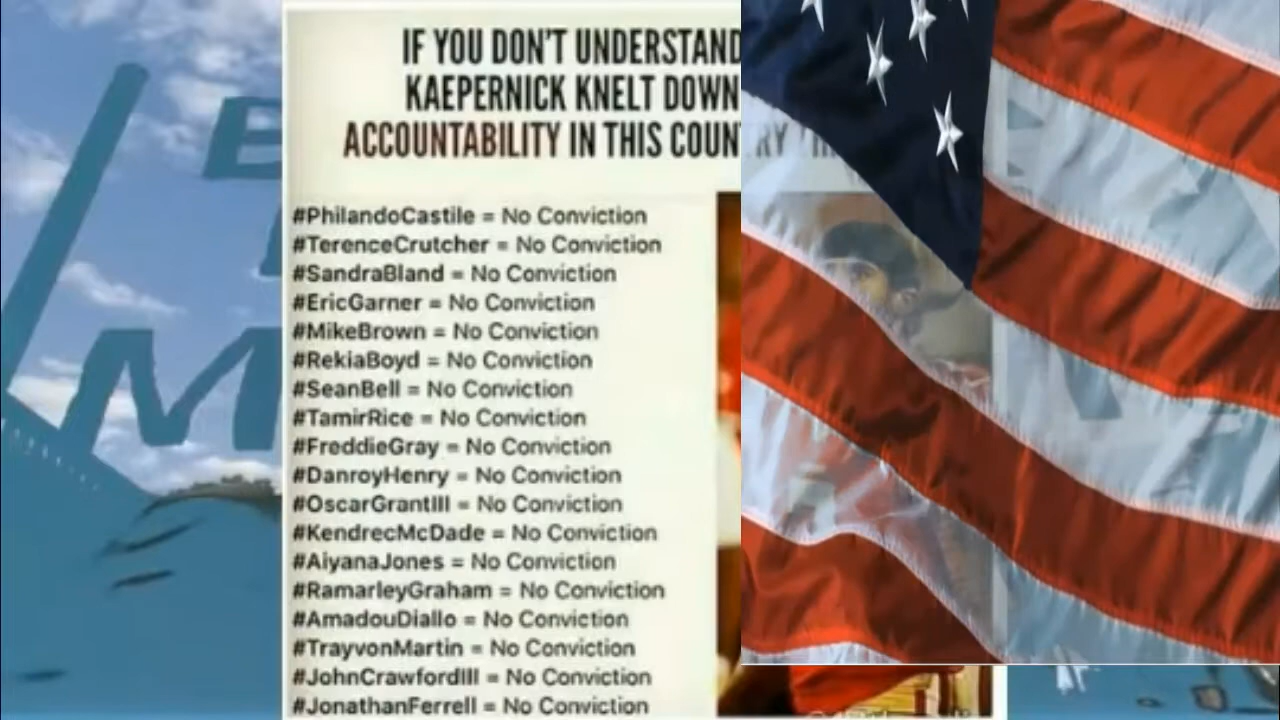 IF YOU DON'T UNDERSTAND
KAEPERNICK KNELT DOWN
ACCOUNTABILITY IN THIS COUNTRY
#PhilandoCastile = No Conviction
#TerenceCrutcher = No Conviction
#SandraBland = No Conviction
#EricGarner = No Conviction
#MikeBrown = No Conviction
#RekiaBoyd = No Conviction
#SeanBell = No Conviction
#TamirRice = No Conviction
#FreddieGray = No Conviction
#DanroyHenry = No Conviction
#OscarGrantIII = No Conviction
#KendrecMcDade = No Conviction
#AiyanaJones = No Conviction
#RamarleyGraham = No Conviction
#AmadouDiallo = No Conviction
#TrayvonMartin = No Conviction
#JohnCrawfordIII = No Conviction
#JonathanFerrell = No Conviction